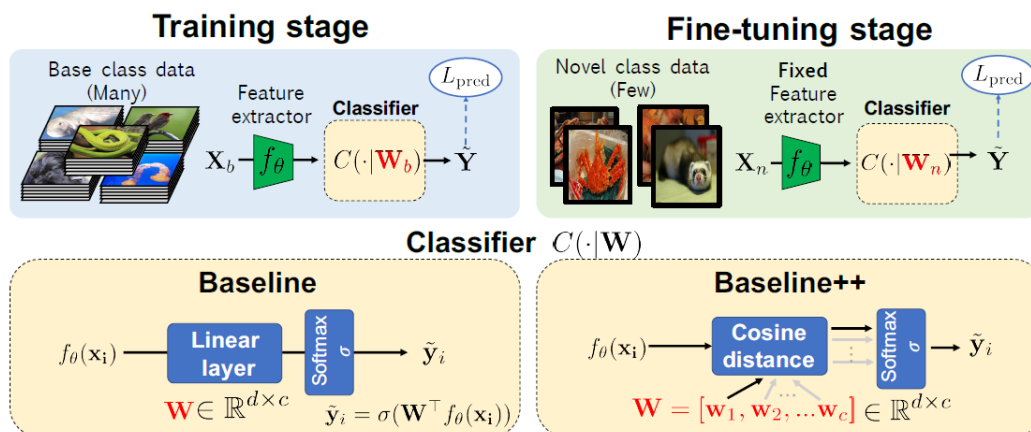 Training stage
Base class data
(Many)
Feature
extractor
Classifier
L_pred
X_b
f_θ
C(·|W_b)
Ỹ
Fine-tuning stage
Novel class data
(Few)
Fixed
Feature
extractor
Classifier
L_pred
X_n
f_θ
C(·|W_n)
Ỹ
Classifier C(·|W)
Baseline
f_θ(x_i)
Linear
layer
Softmax
σ
ỹ_i
W ∈ ℝ^{d×c}
ỹ_i = σ(W^⊤ f_θ(x_i))
Baseline++
f_θ(x_i)
Cosine
distance
Softmax
σ
ỹ_i
W = [w_1, w_2, ...w_c] ∈ ℝ^{d×c}